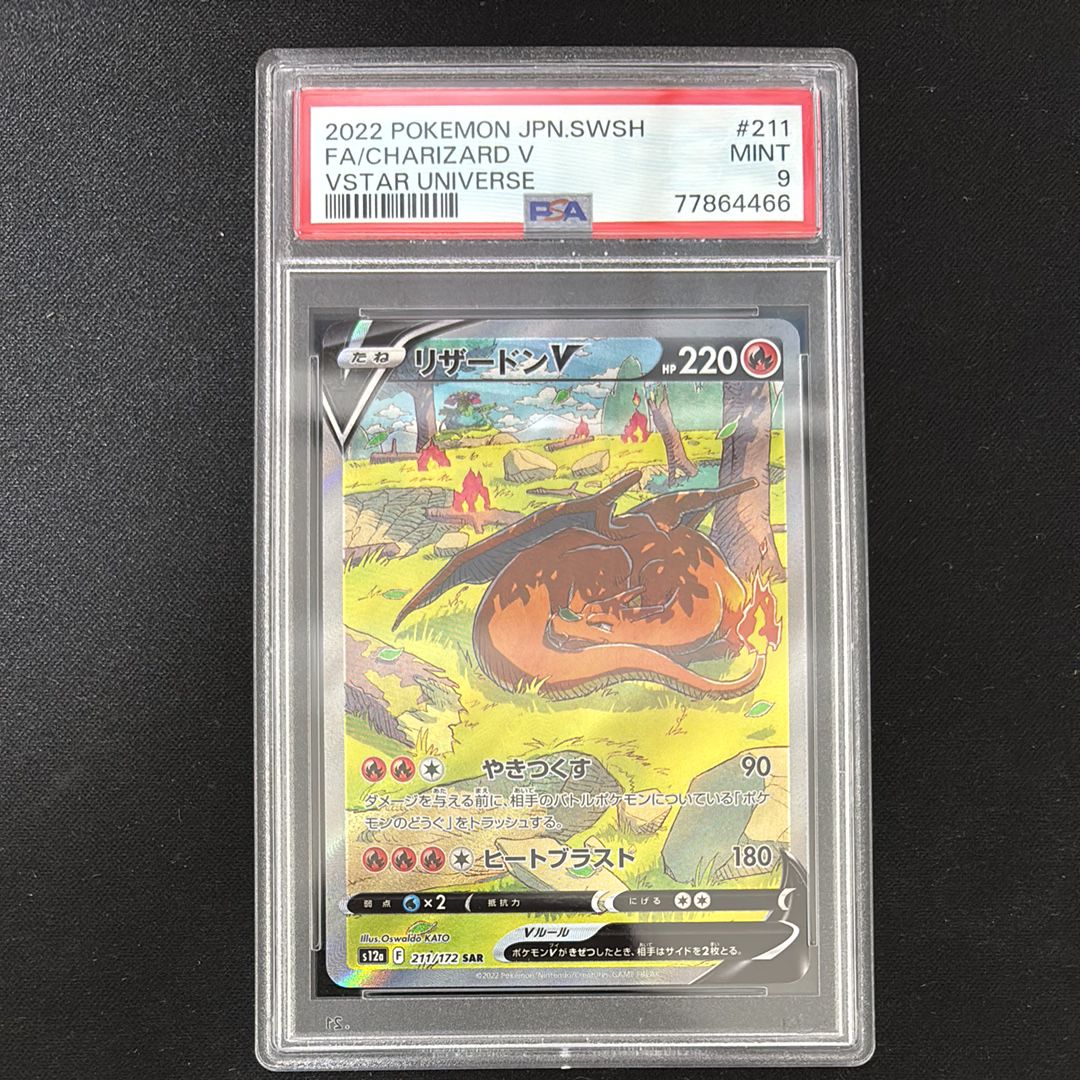 2022 POKEMON JPN.SWSH #211
FA/CHARIZARD V MINT
VSTAR UNIVERSE 9
PSA 77864466
たね リザードンV HP 220
やきつくす 90
ダメージを与える前に、相手のバトルポケモンについている「ポケ
モンのどうぐ」をトラッシュする。
ヒートブラスト 180
弱点 ×2 抵抗力 にげる
Illus. Oswaldo KATO
Vルール
ポケモンVがきぜつしたとき、相手はサイドを2枚とる。
s12a F 211/172 SAR
©2022 Pokémon/Nintendo/Creatures/GAME FREAK